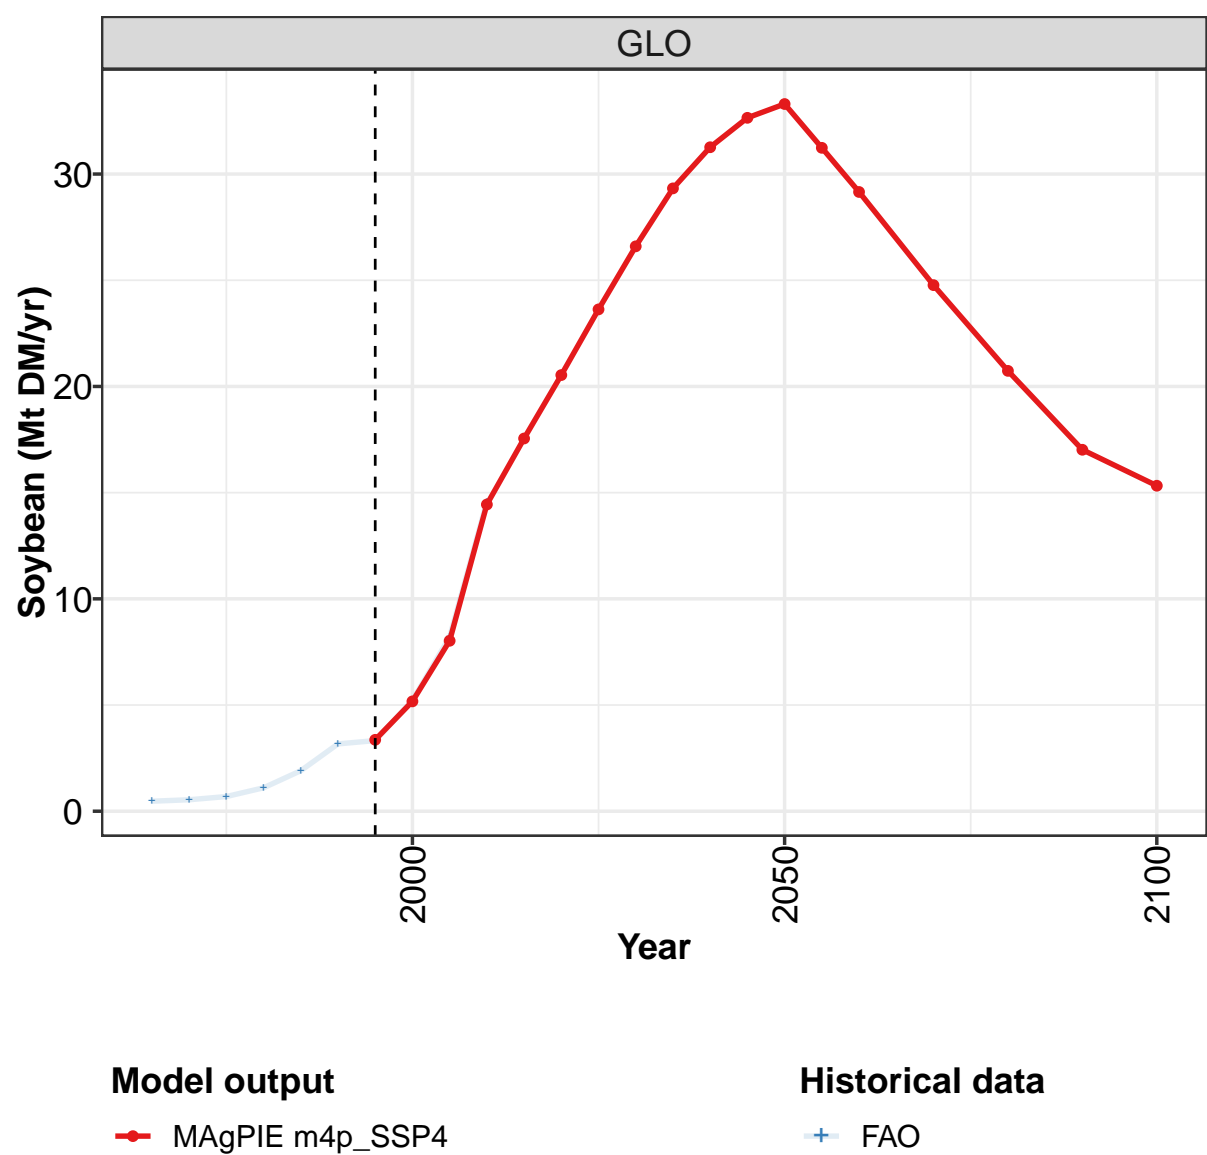 GLO
Soybean (Mt DM/yr)
30
20
10
0
2000
2050
2100
Year
Model output
MAgPIE m4p_SSP4
Historical data
FAO